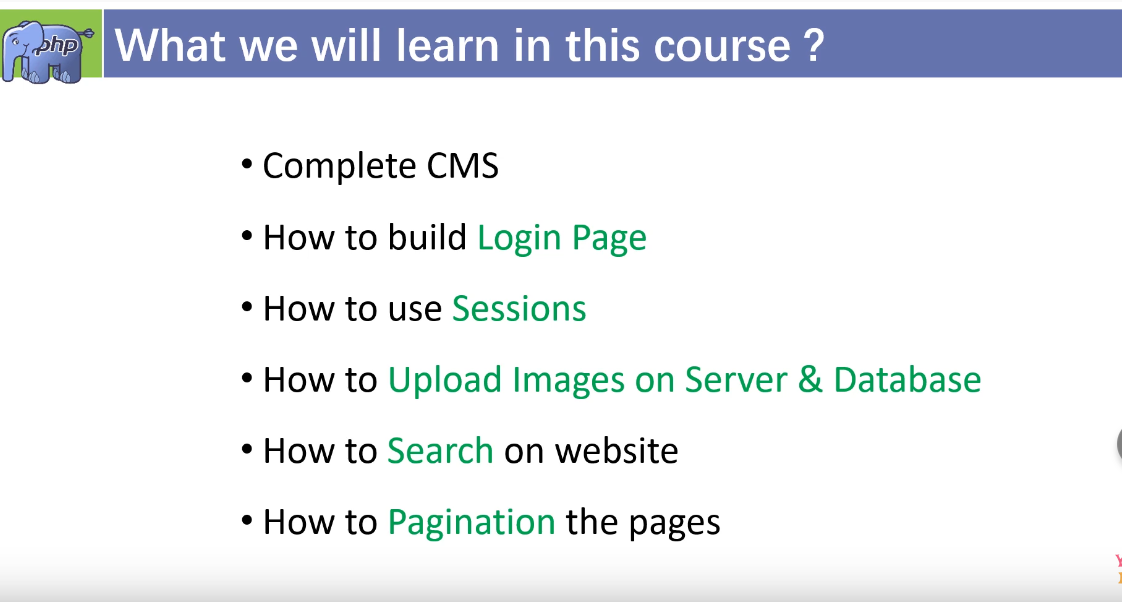 php
What we will learn in this course ?
• Complete CMS
• How to build Login Page
• How to use Sessions
• How to Upload Images on Server & Database
• How to Search on website
• How to Pagination the pages